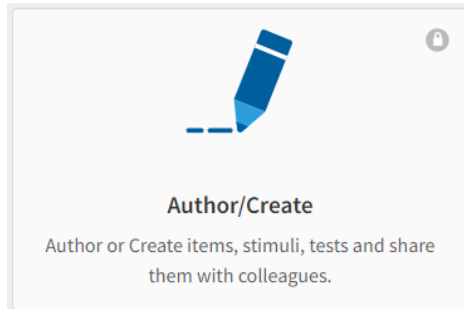 Author/Create
Author or Create items, stimuli, tests and share
them with colleagues.